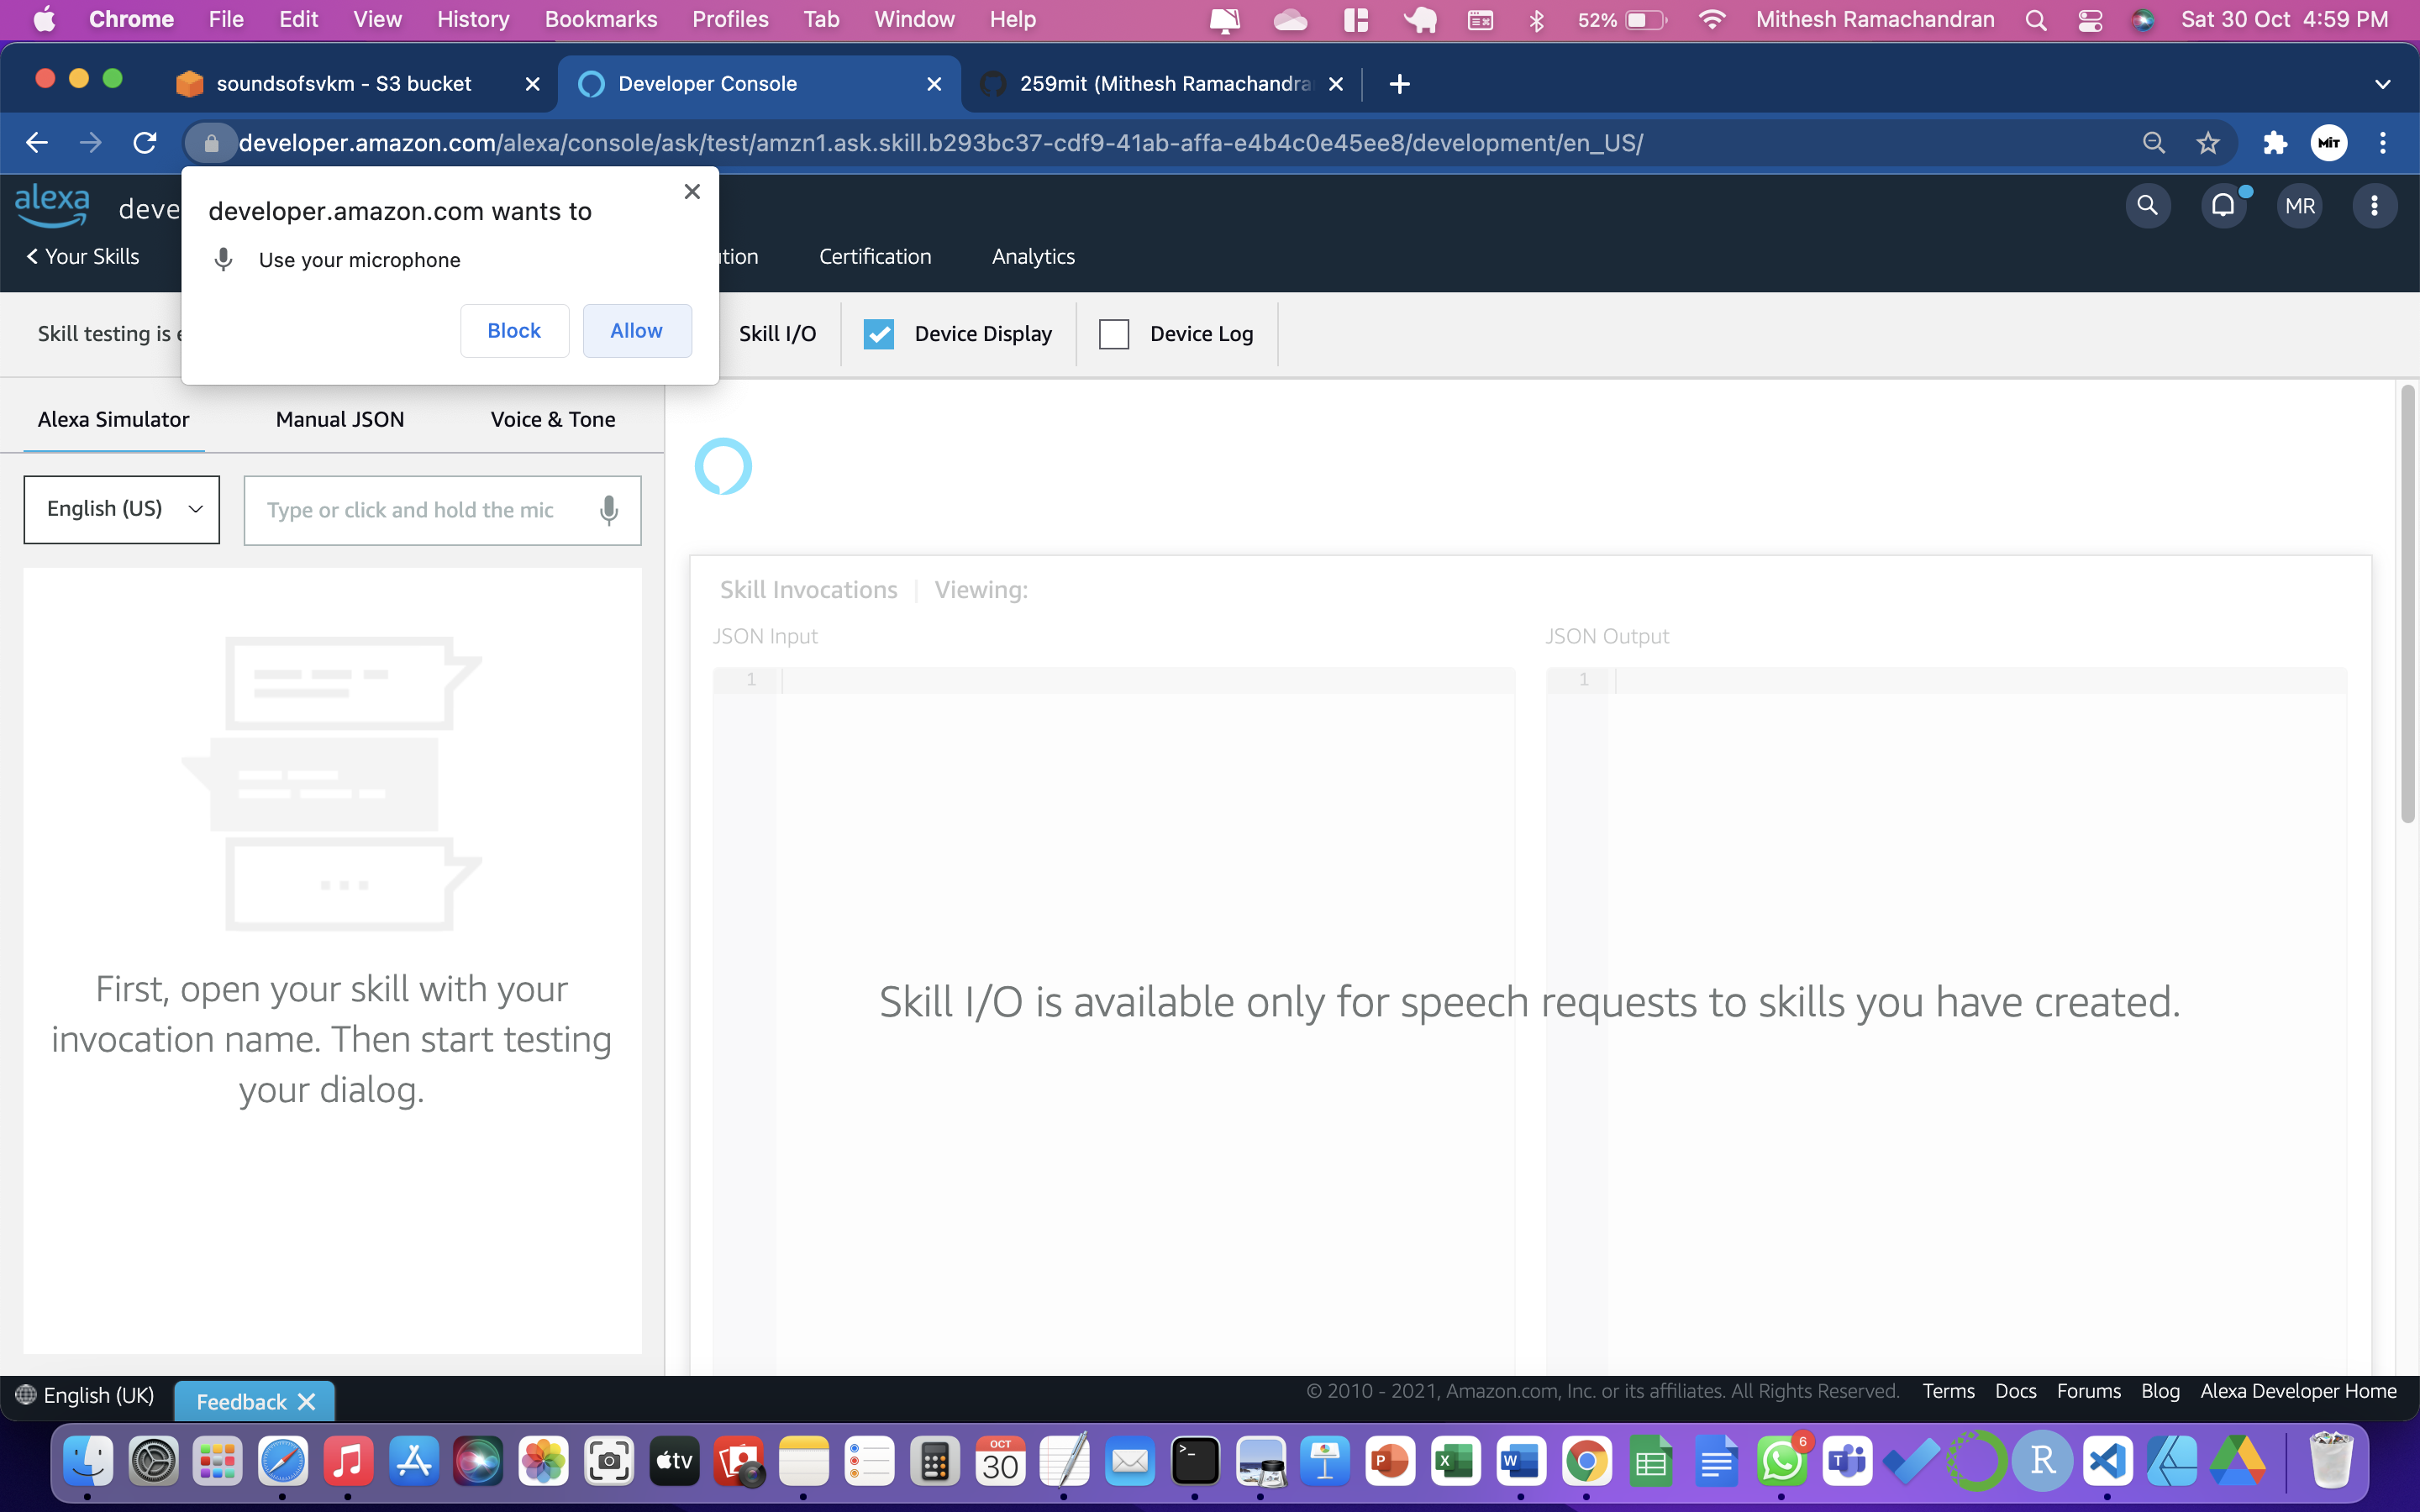 Chrome File Edit View History Bookmarks Profiles Tab Window Help 52% Mithesh Ramachandran Sat 30 Oct 4:59 PM
soundsofsvkm - S3 bucket Developer Console 259mit (Mithesh Ramachandra
developer.amazon.com/alexa/console/ask/test/amzn1.ask.skill.b293bc37-cdf9-41ab-affa-e4b4c0e45ee8/development/en_US/ MiT
alexa deve MR
developer.amazon.com wants to
Use your microphone
Block Allow
Your Skills ution Certification Analytics
Skill testing is e Skill I/O Device Display Device Log
Alexa Simulator Manual JSON Voice & Tone
English (US) Type or click and hold the mic
First, open your skill with your
invocation name. Then start testing
your dialog.
Skill Invocations | Viewing:
JSON Input JSON Output
1 1
Skill I/O is available only for speech requests to skills you have created.
English (UK) Feedback © 2010 - 2021, Amazon.com, Inc. or its affiliates. All Rights Reserved. Terms Docs Forums Blog Alexa Developer Home
tv OCT 30 P X W 6 T R